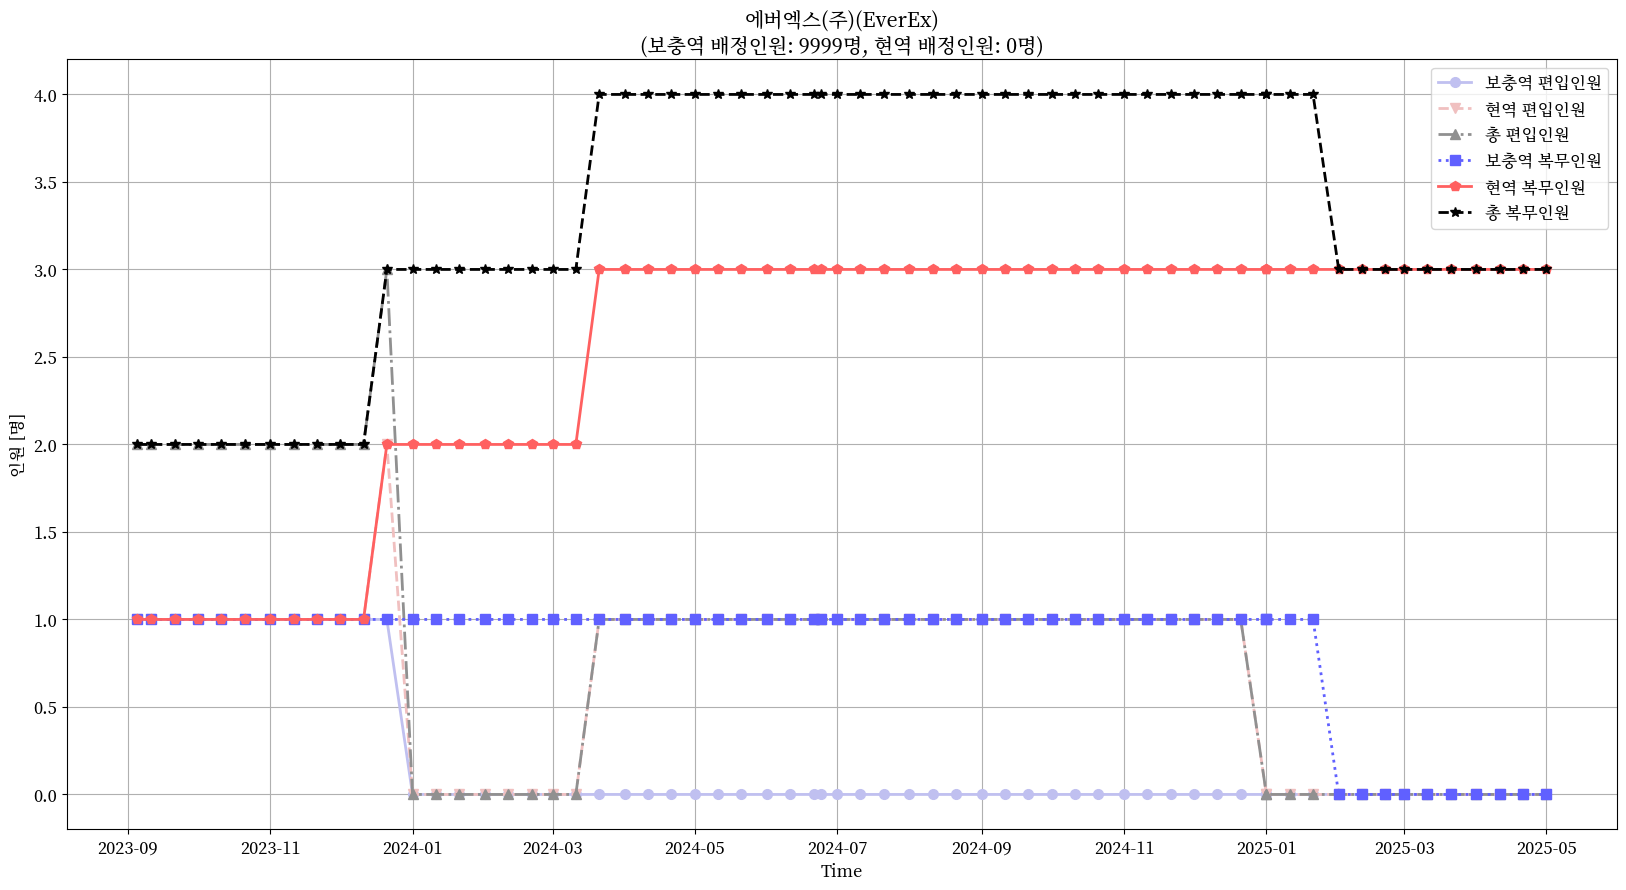 에버엑스(주)(EverEx)
(보충역 배정인원: 9999명, 현역 배정인원: 0명)
보충역 편입인원
현역 편입인원
총 편입인원
보충역 복무인원
현역 복무인원
총 복무인원
인원 [명]
4.0
3.5
3.0
2.5
2.0
1.5
1.0
0.5
0.0
2023-09 2023-11 2024-01 2024-03 2024-05 2024-07 2024-09 2024-11 2025-01 2025-03 2025-05
Time